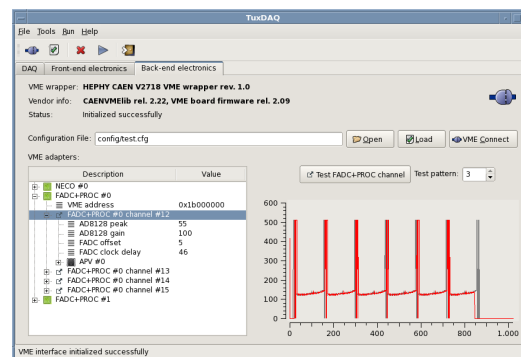 TuxDAQ
File Tools Run Help
DAQ Front-end electronics Back-end electronics
VME wrapper: HEPHY CAEN V2718 VME wrapper rev. 1.0
Vendor info: CAENVMElib rel. 2.22, VME board firmware rel. 2.09
Status: Initialized successfully
Configuration File: config/test.cfg Open Load VME Connect
VME adapters:
Description Value
NECO #0
FADC+PROC #0
VME address 0x1b000000
FADC+PROC #0 channel #12
AD8128 peak 55
AD8128 gain 100
FADC offset 5
FADC clock delay 46
APV #0
FADC+PROC #0 channel #13
FADC+PROC #0 channel #14
FADC+PROC #0 channel #15
FADC+PROC #1
Test FADC+PROC channel Test pattern: 3
600
500
400
300
200
100
0
0 200 400 600 800 1.000
VME interface initialized successfully